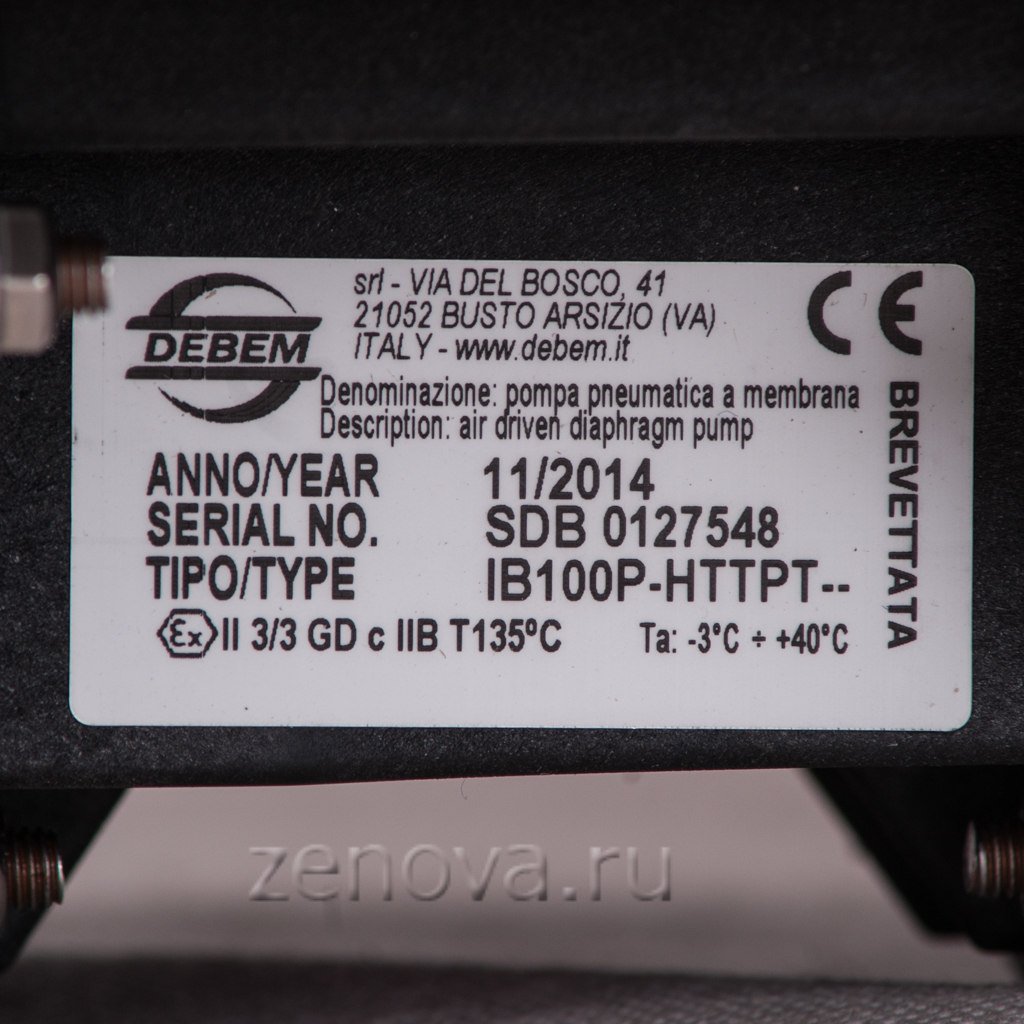 DEBEM
srl - VIA DEL BOSCO, 41
21052 BUSTO ARSIZIO (VA)
ITALY - www.debem.it
CE
Denominazione: pompa pneumatica a membrana
Description: air driven diaphragm pump
ANNO/YEAR 11/2014
SERIAL NO. SDB 0127548
TIPO/TYPE IB100P-HTTPT--
Ex II 3/3 GD c IIB T135ºC Ta: -3°C ÷ +40°C
BREVETTATA
zenova.ru